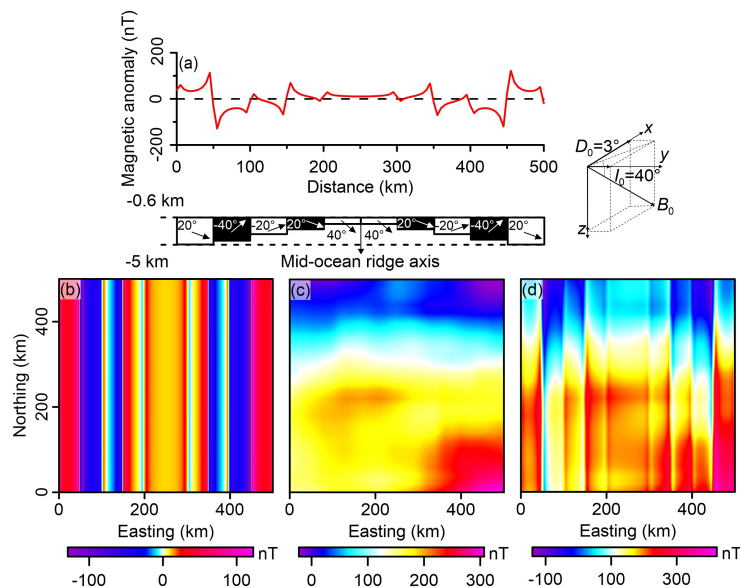 Magnetic anomaly (nT)
200
0
-200
(a)
0 100 200 300 400 500
Distance (km)
D₀=3°
x
y
I₀=40°
B₀
z
-0.6 km
-5 km
20° -40° -20° 20° 40° 40° 20° -20° -40° 20°
Mid-ocean ridge axis
(b) (c) (d)
Northing (km)
400
200
0
0 200 400
0 200 400
0 200 400
Easting (km) Easting (km) Easting (km)
nT nT nT
-100 0 100
0 100 200 300
-100 100 300